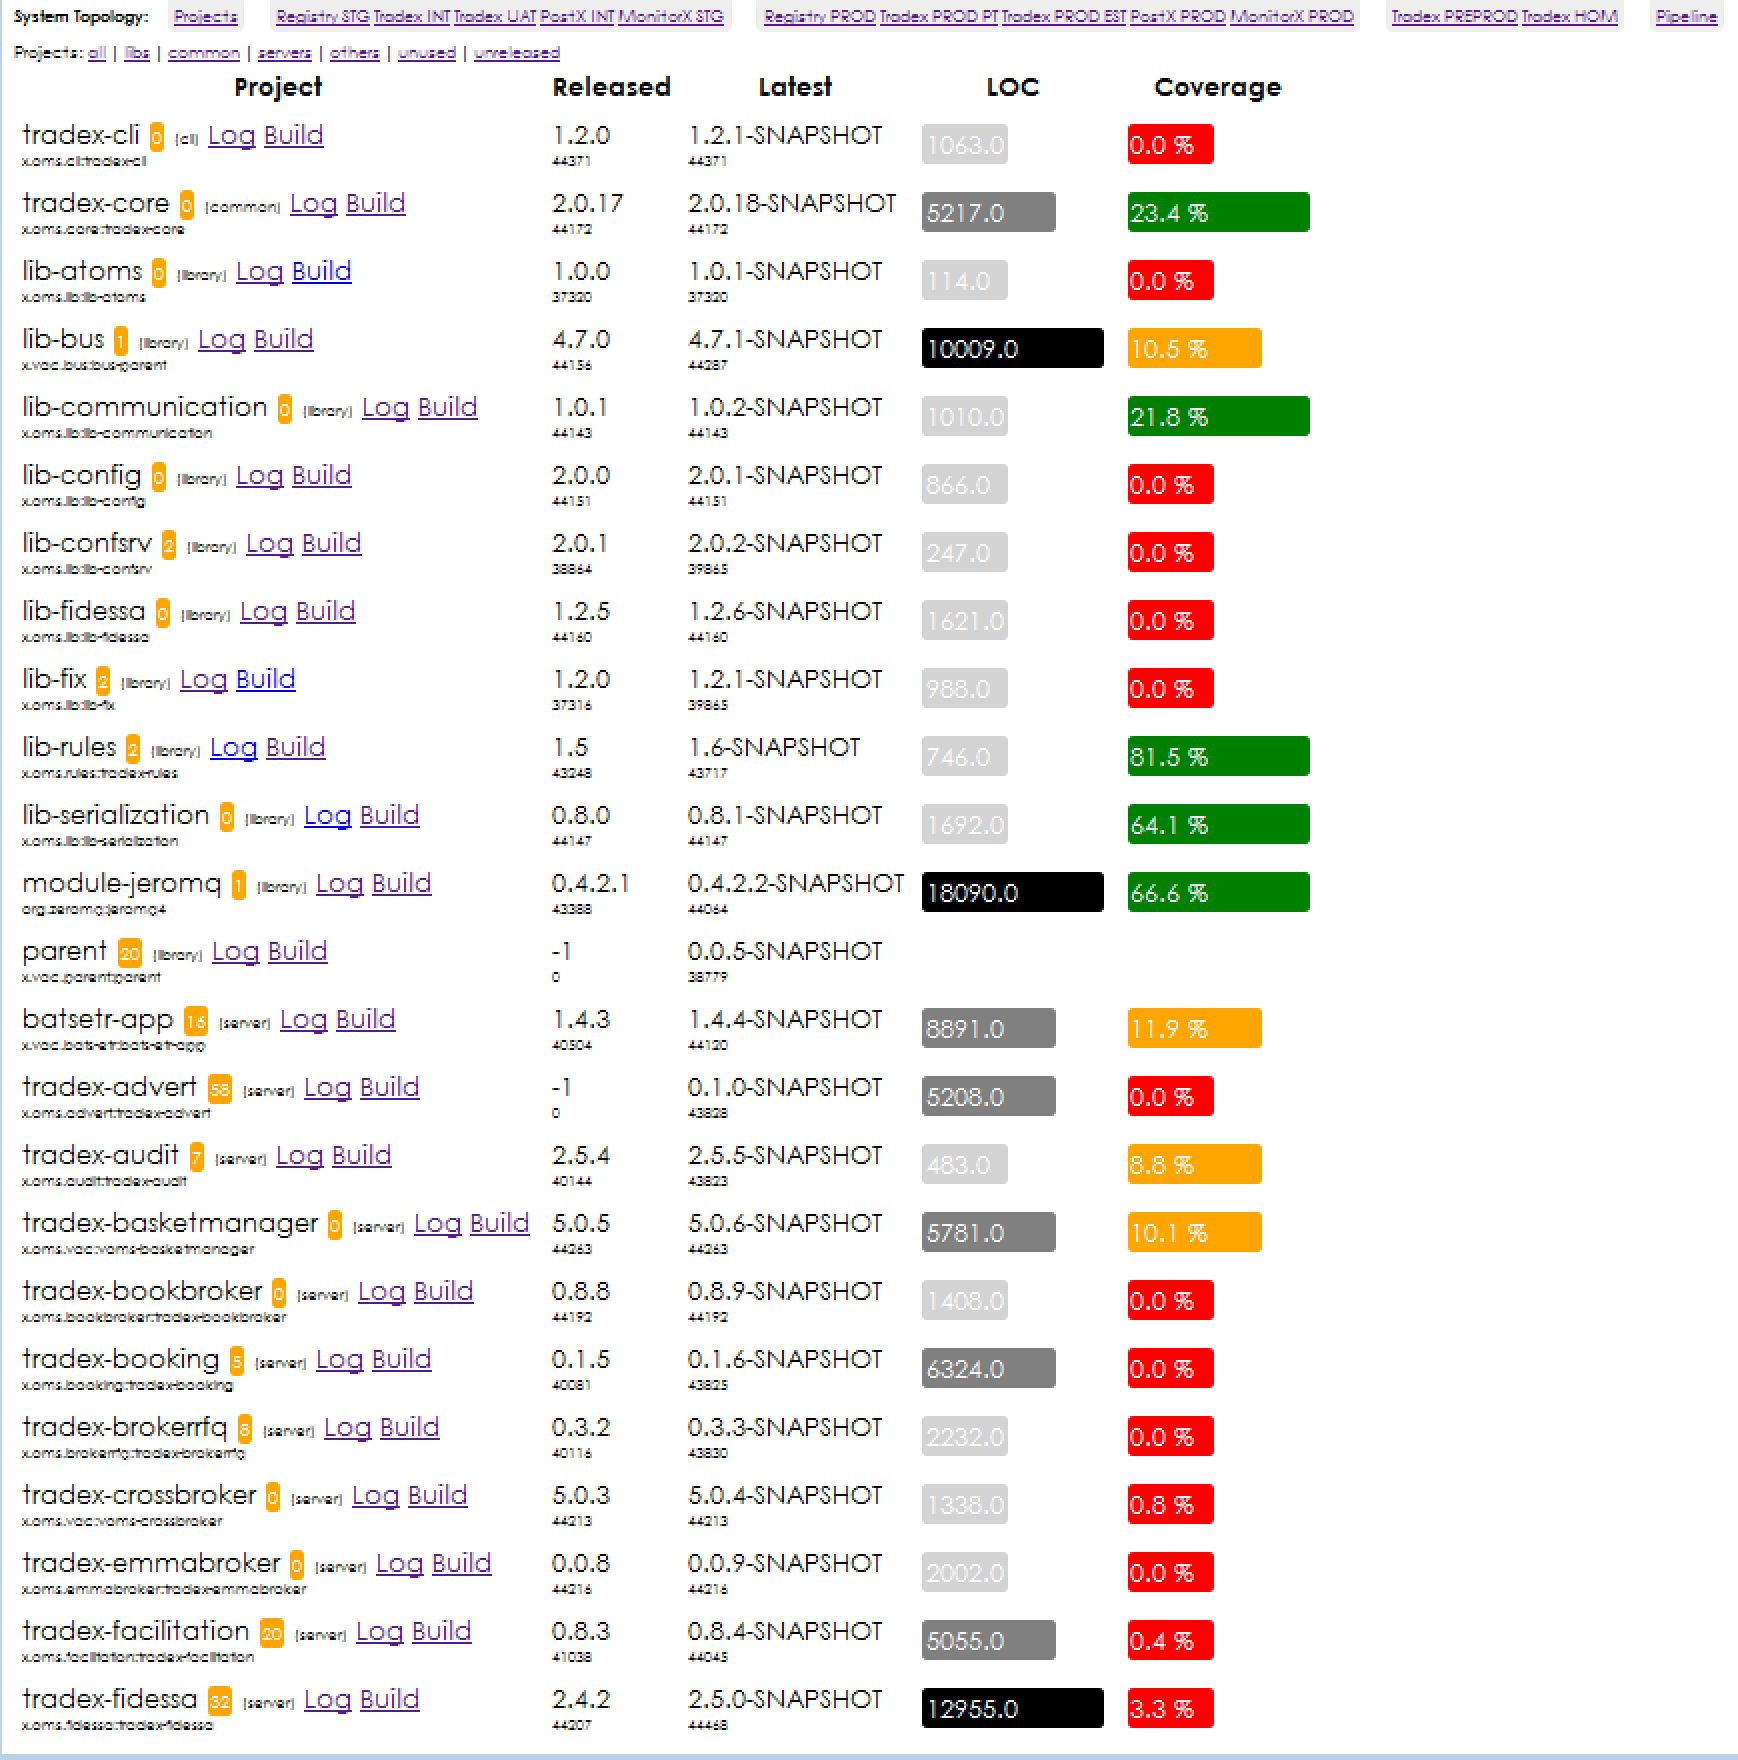 System Topology: Projects Registry STG Tradex INT Tradex UAT PostX INT MonitorX STG Registry PROD Tradex PROD PT Tradex PROD EST PostX PROD MonitorX PROD Tradex PREPROD Tradex HOM Pipeline
Projects: all | libs | common | servers | others | unused | unreleased
Project Released Latest LOC Coverage
tradex-cli 0 (cli) Log Build 1.2.0 1.2.1-SNAPSHOT 1063.0 0.0 %
x.oms.cli:tradex-cli 44371 44371
tradex-core 0 (common) Log Build 2.0.17 2.0.18-SNAPSHOT 5217.0 23.4 %
x.oms.core:tradex-core 44172 44172
lib-atoms 0 (library) Log Build 1.0.0 1.0.1-SNAPSHOT 114.0 0.0 %
x.oms.lib:lib-atoms 37320 37320
lib-bus 1 (library) Log Build 4.7.0 4.7.1-SNAPSHOT 10009.0 10.5 %
x.vac.bus:bus-parent 44156 44287
lib-communication 0 (library) Log Build 1.0.1 1.0.2-SNAPSHOT 1010.0 21.8 %
x.oms.lib:lib-communication 44143 44143
lib-config 0 (library) Log Build 2.0.0 2.0.1-SNAPSHOT 866.0 0.0 %
x.oms.lib:lib-config 44151 44151
lib-confsrv 2 (library) Log Build 2.0.1 2.0.2-SNAPSHOT 247.0 0.0 %
x.oms.lib:lib-confsrv 38864 39865
lib-fidessa 0 (library) Log Build 1.2.5 1.2.6-SNAPSHOT 1621.0 0.0 %
x.oms.lib:lib-fidessa 44160 44160
lib-fix 2 (library) Log Build 1.2.0 1.2.1-SNAPSHOT 988.0 0.0 %
x.oms.lib:lib-fix 37316 39865
lib-rules 2 (library) Log Build 1.5 1.6-SNAPSHOT 746.0 81.5 %
x.oms.rules:tradex-rules 43248 43717
lib-serialization 0 (library) Log Build 0.8.0 0.8.1-SNAPSHOT 1692.0 64.1 %
x.oms.lib:lib-serialization 44147 44147
module-jeromq 1 (library) Log Build 0.4.2.1 0.4.2.2-SNAPSHOT 18090.0 66.6 %
org.zeromq:jeromq4 43388 44064
parent 20 (library) Log Build -1 0.0.5-SNAPSHOT
x.vac.parent:parent 0 38779
batsetr-app 16 (server) Log Build 1.4.3 1.4.4-SNAPSHOT 8891.0 11.9 %
x.vac.bats-etr:bats-etr-app 40504 44120
tradex-advert 58 (server) Log Build -1 0.1.0-SNAPSHOT 5208.0 0.0 %
x.oms.advert:tradex-advert 0 43828
tradex-audit 7 (server) Log Build 2.5.4 2.5.5-SNAPSHOT 483.0 8.8 %
x.oms.audit:tradex-audit 40144 43823
tradex-basketmanager 0 (server) Log Build 5.0.5 5.0.6-SNAPSHOT 5781.0 10.1 %
x.oms.vac:voms-basketmanager 44263 44263
tradex-bookbroker 0 (server) Log Build 0.8.8 0.8.9-SNAPSHOT 1408.0 0.0 %
x.oms.bookbroker:tradex-bookbroker 44192 44192
tradex-booking 5 (server) Log Build 0.1.5 0.1.6-SNAPSHOT 6324.0 0.0 %
x.oms.booking:tradex-booking 40081 43825
tradex-brokerrfq 8 (server) Log Build 0.3.2 0.3.3-SNAPSHOT 2232.0 0.0 %
x.oms.brokerrfq:tradex-brokerrfq 40116 43830
tradex-crossbroker 0 (server) Log Build 5.0.3 5.0.4-SNAPSHOT 1338.0 0.8 %
x.oms.vac:voms-crossbroker 44213 44213
tradex-emmabroker 0 (server) Log Build 0.0.8 0.0.9-SNAPSHOT 2002.0 0.0 %
x.oms.emmabroker:tradex-emmabroker 44216 44216
tradex-facilitation 20 (server) Log Build 0.8.3 0.8.4-SNAPSHOT 5055.0 0.4 %
x.oms.facilitation:tradex-facilitation 41038 44045
tradex-fidessa 32 (server) Log Build 2.4.2 2.5.0-SNAPSHOT 12955.0 3.3 %
x.oms.fidessa:tradex-fidessa 44207 44468